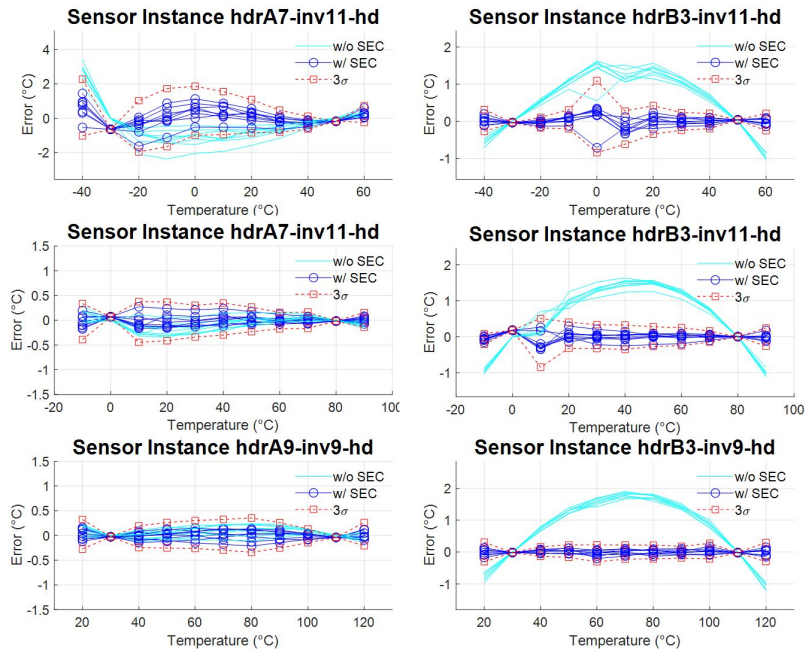 Sensor Instance hdrA7-inv11-hd
Error (°C)
4
2
0
-2
w/o SEC
w/ SEC
3σ
-40 -20 0 20 40 60
Temperature (°C)
Sensor Instance hdrB3-inv11-hd
Error (°C)
2
1
0
-1
w/o SEC
w/ SEC
3σ
-40 -20 0 20 40 60
Temperature (°C)
Sensor Instance hdrA7-inv11-hd
Error (°C)
1.5
1
0.5
0
-0.5
-1
-1.5
w/o SEC
w/ SEC
3σ
-20 0 20 40 60 80 100
Temperature (°C)
Sensor Instance hdrB3-inv11-hd
Error (°C)
2
1
0
-1
w/o SEC
w/ SEC
3σ
-20 0 20 40 60 80 100
Temperature (°C)
Sensor Instance hdrA9-inv9-hd
Error (°C)
1.5
1
0.5
0
-0.5
-1
-1.5
w/o SEC
w/ SEC
3σ
20 40 60 80 100 120
Temperature (°C)
Sensor Instance hdrB3-inv9-hd
Error (°C)
2
1
0
-1
w/o SEC
w/ SEC
3σ
20 40 60 80 100 120
Temperature (°C)